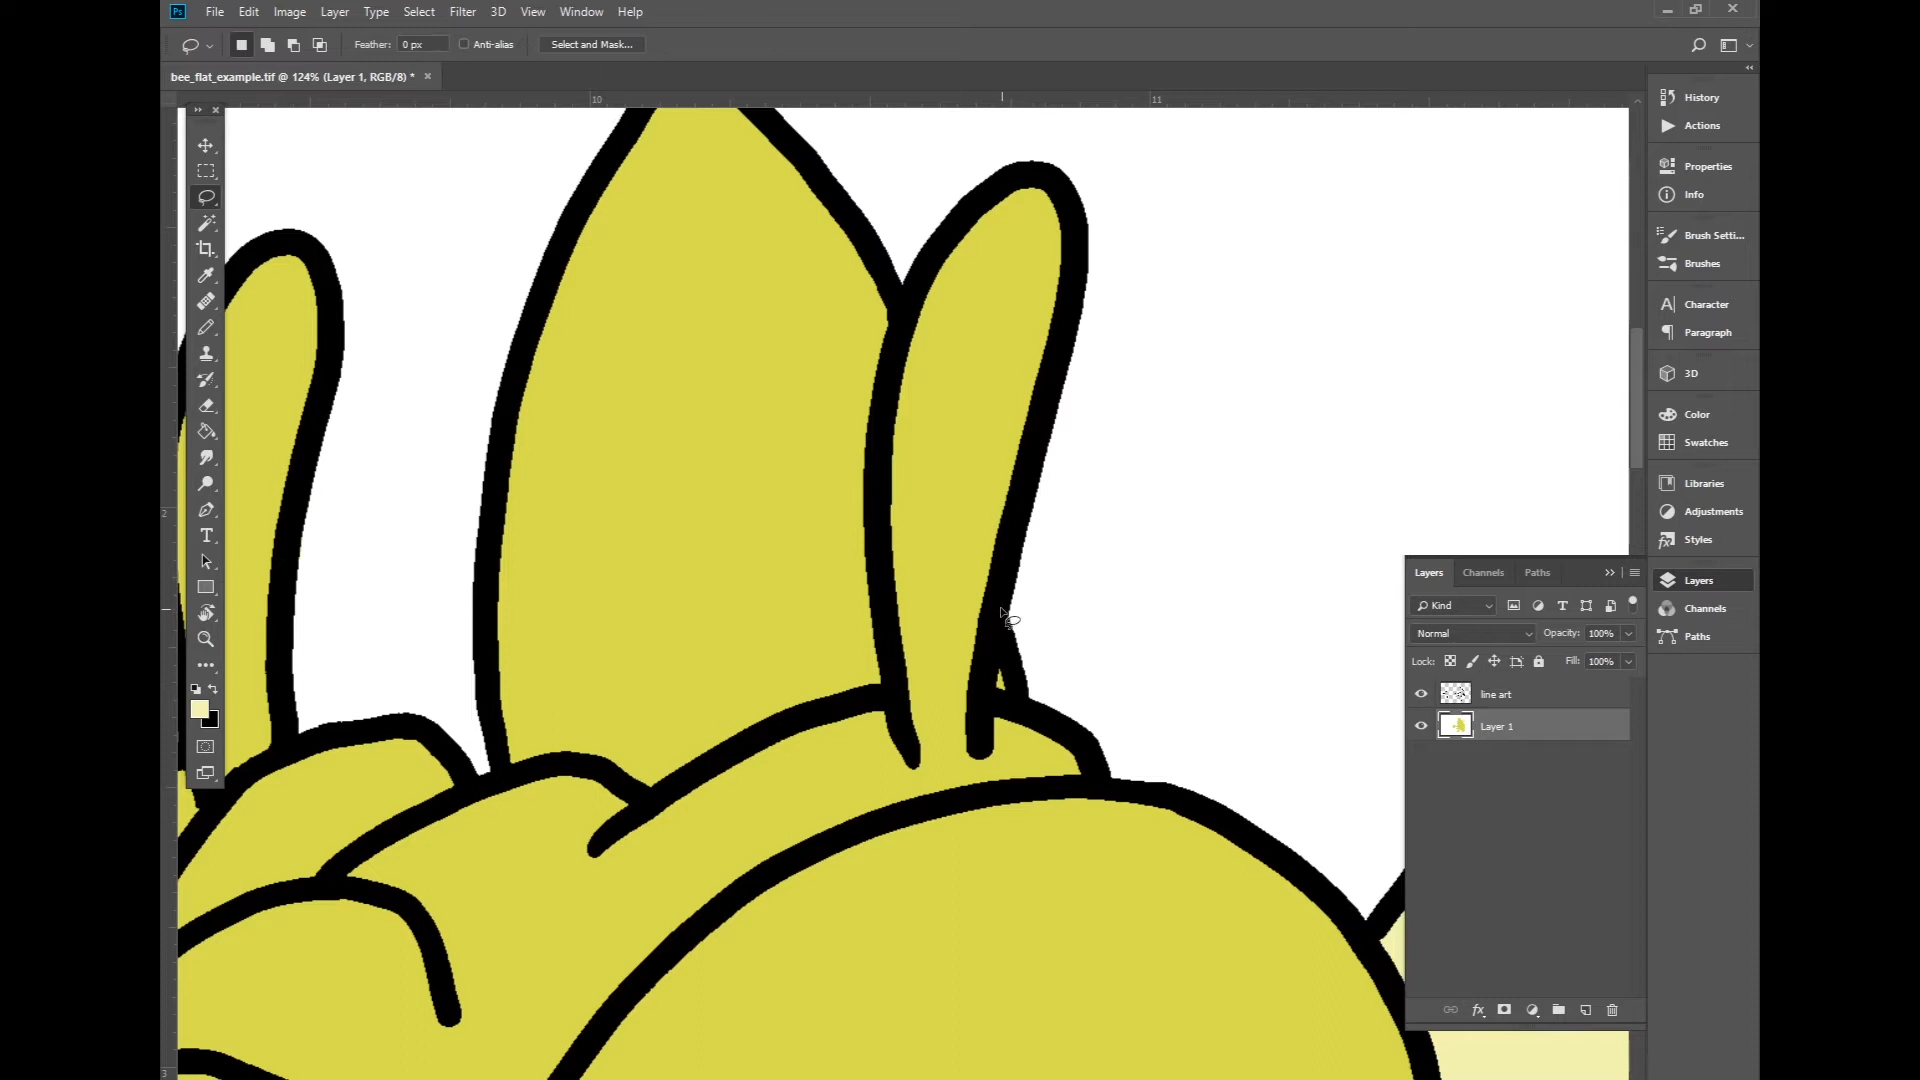 Ps File Edit Image Layer Type Select Filter 3D View Window Help
Feather: 0 px Anti-alias Select and Mask...
bee_flat_example.tif @ 124% (Layer 1, RGB/8) *
10 11
2
3
History
Actions
Properties
Info
Brush Setti...
Brushes
Character
Paragraph
3D
Color
Swatches
Libraries
Adjustments
Styles
Layers
Channels
Paths
Layers Channels Paths
Kind
Normal Opacity: 100%
Lock: Fill: 100%
line art
Layer 1
fx